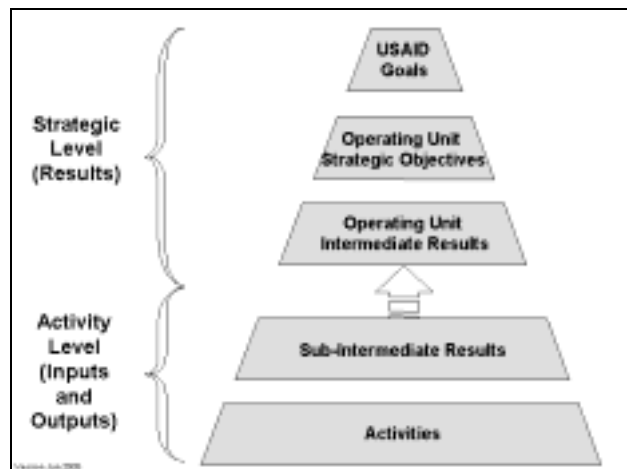 USAID
Goals
Strategic
Level
(Results)
Operating Unit
Strategic Objectives
Operating Unit
Intermediate Results
Activity
Level
(Inputs
and
Outputs)
Sub-Intermediate Results
Activities